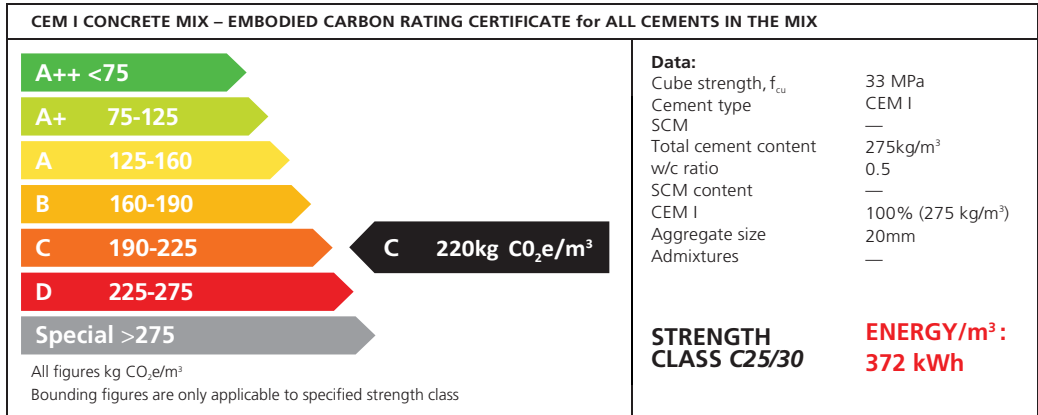 CEM I CONCRETE MIX – EMBODIED CARBON RATING CERTIFICATE for ALL CEMENTS IN THE MIX
A++ <75
A+ 75-125
A 125-160
B 160-190
C 190-225
D 225-275
Special >275
C 220kg C0₂e/m³
All figures kg CO₂e/m³
Bounding figures are only applicable to specified strength class
Data:
Cube strength, fcu 33 MPa
Cement type CEM I
SCM —
Total cement content 275kg/m³
w/c ratio 0.5
SCM content —
CEM I 100% (275 kg/m³)
Aggregate size 20mm
Admixtures —
STRENGTH
CLASS C25/30
ENERGY/m³ :
372 kWh